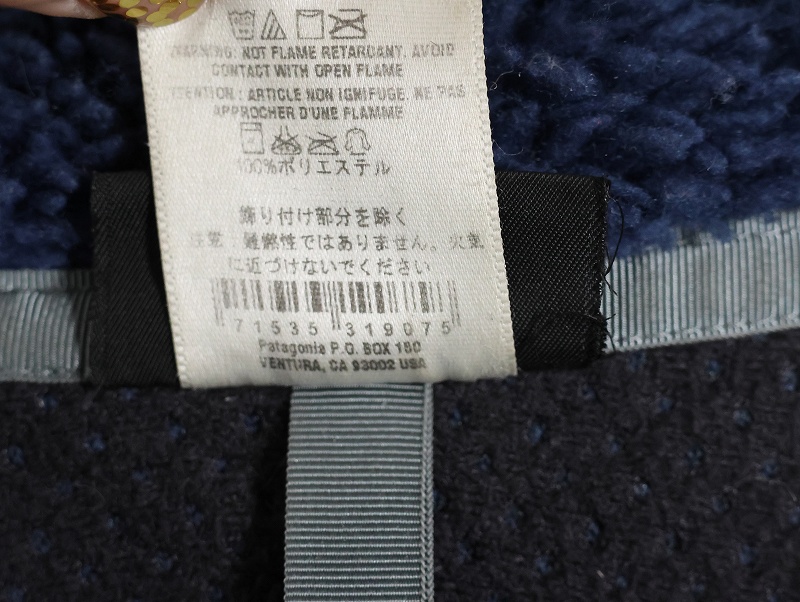 WARNING: NOT FLAME RETARDANT. AVOID
CONTACT WITH OPEN FLAME
ATTENTION : ARTICLE NON IGNIFUGE. NE PAS
APPROCHER D'UNE FLAMME
100%ポリエステル
飾り付け部分を除く
注意：難燃性ではありません。火気
に近づけないでください
71535 319075
Patagonia P.O. BOX 150
VENTURA, CA 93002 USA